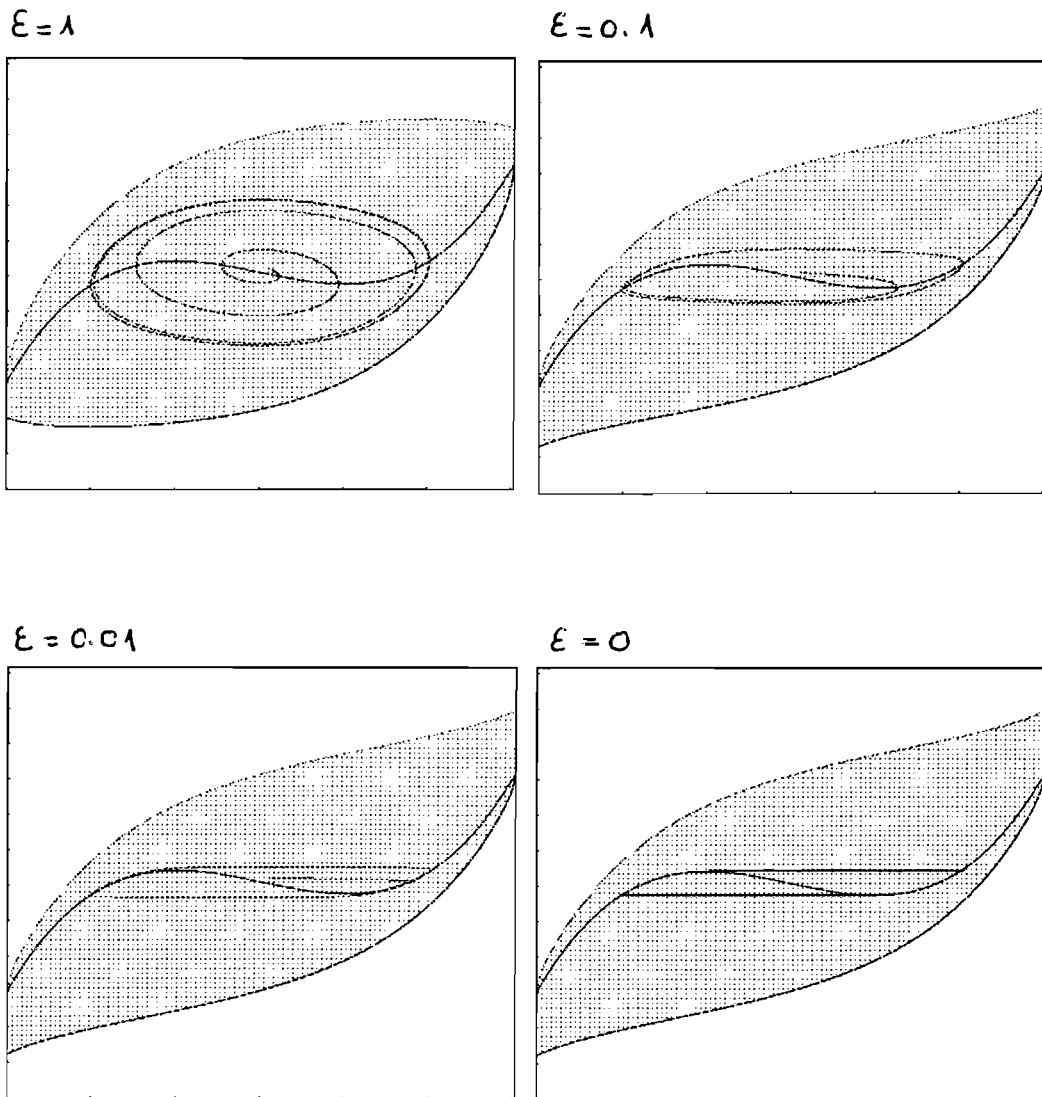 ε = 1
ε = 0.1
ε = 0.01
ε = 0